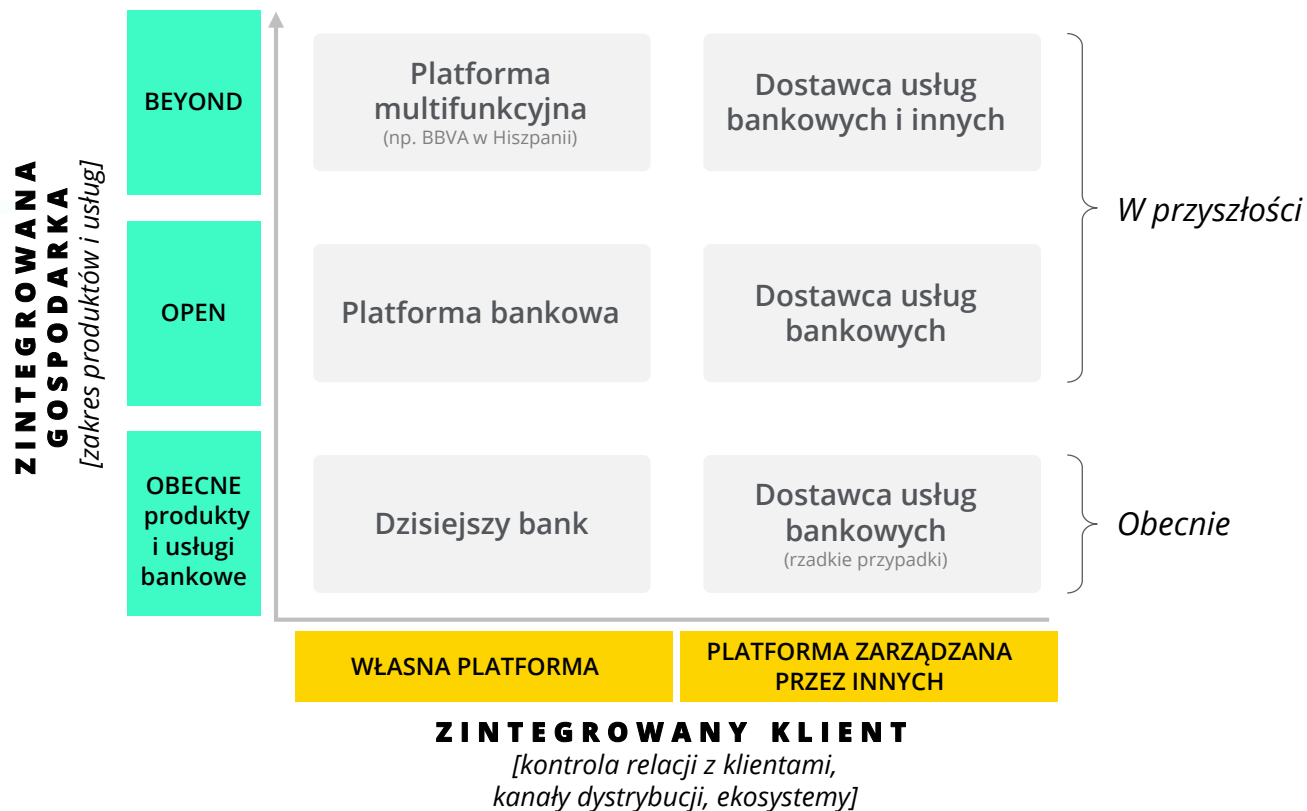 BEYOND
Platforma
multifunkcyjna
(np. BBVA w Hiszpanii)
Dostawca usług
bankowych i innych
W przyszłości
ZINTEGROWANA
GOSPODARKA
[zakres produktów i usług]
OPEN
Platforma bankowa
Dostawca usług
bankowych
OBECNE
produkty
i usługi
bankowe
Dzisiejszy bank
Dostawca usług
bankowych
(rzadkie przypadki)
Obecnie
WŁASNA PLATFORMA
PLATFORMA ZARZĄDZANA
PRZEZ INNYCH
ZINTEGROWANY KLIENT
[kontrola relacji z klientami,
kanały dystrybucji, ekosystemy]